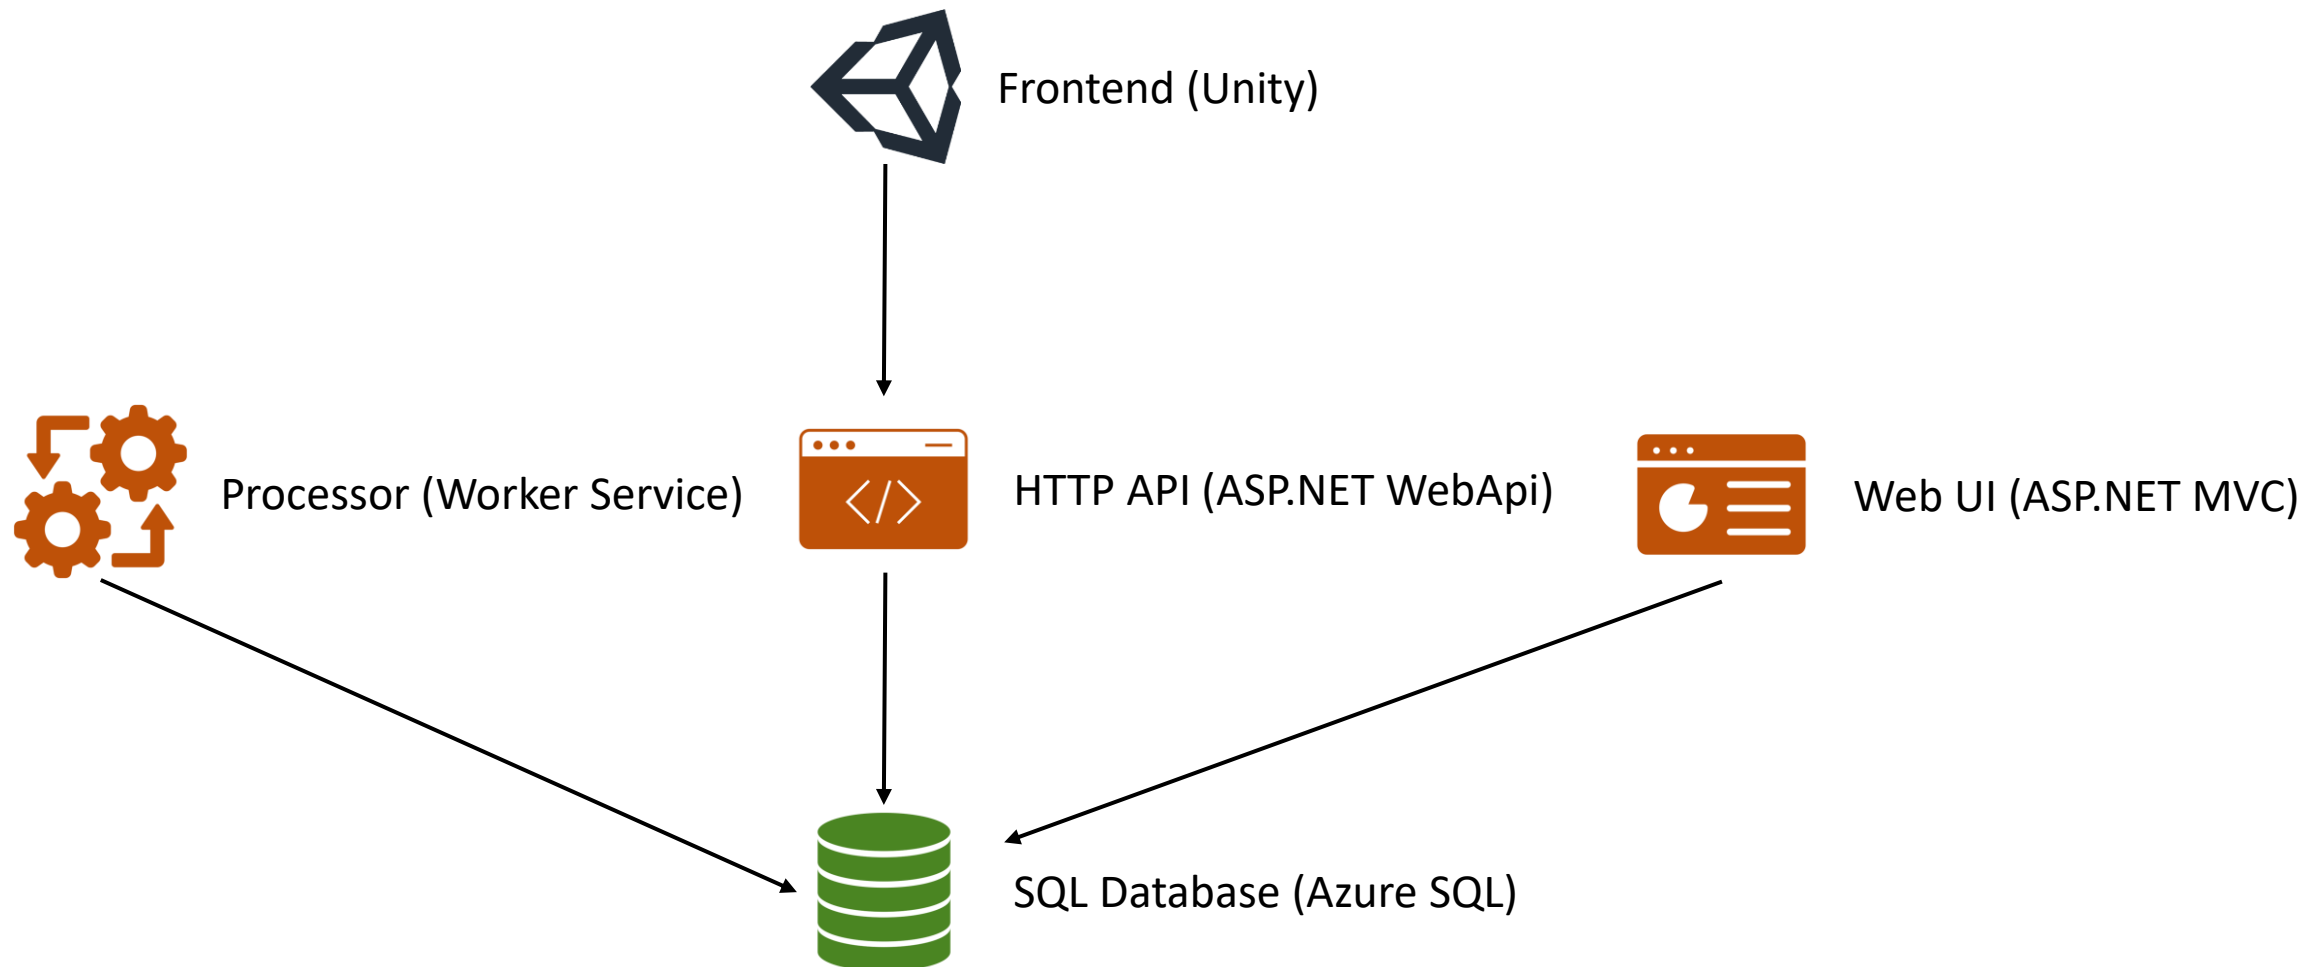 Frontend (Unity)
Processor (Worker Service)
HTTP API (ASP.NET WebApi)
Web UI (ASP.NET MVC)
SQL Database (Azure SQL)